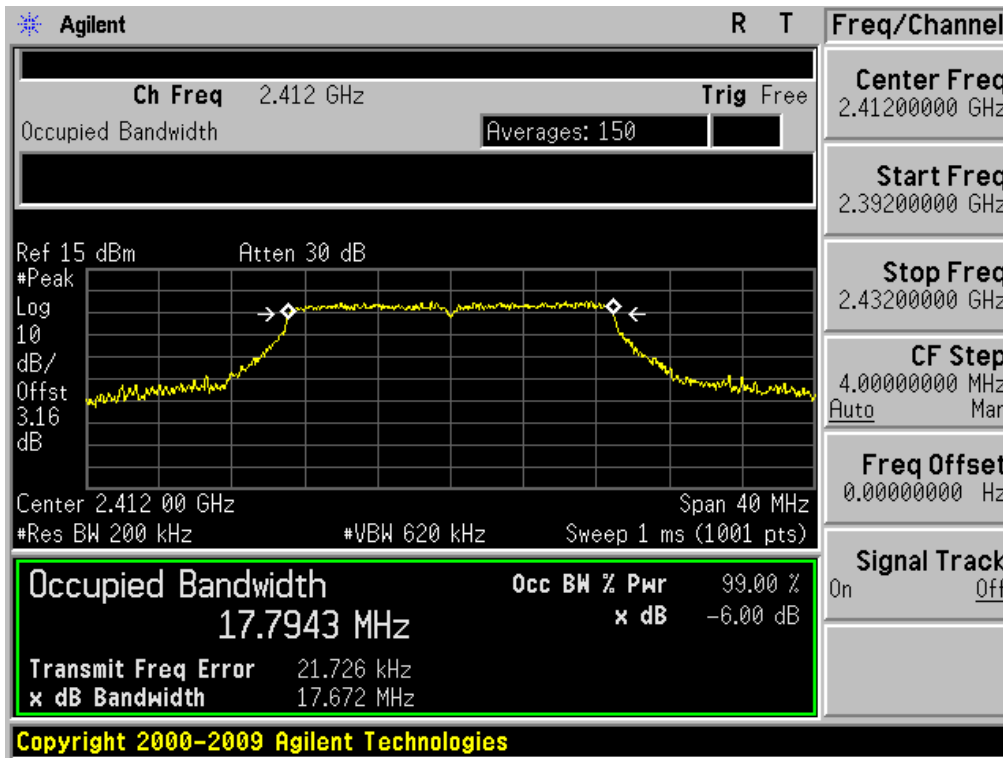 Agilent R T
Freq/Channel
Ch Freq 2.412 GHz Trig Free
Occupied Bandwidth Averages: 150
Center Freq
2.41200000 GHz
Start Freq
2.39200000 GHz
Stop Freq
2.43200000 GHz
CF Step
4.00000000 MHz
Auto Man
Freq Offset
0.00000000 Hz
Signal Track
On Off
Ref 15 dBm Atten 30 dB
#Peak
Log
10
dB/
Offst
3.16
dB
Center 2.412 00 GHz Span 40 MHz
#Res BW 200 kHz #VBW 620 kHz Sweep 1 ms (1001 pts)
Occupied Bandwidth Occ BW % Pwr 99.00 %
17.7943 MHz x dB -6.00 dB
Transmit Freq Error 21.726 kHz
x dB Bandwidth 17.672 MHz
Copyright 2000-2009 Agilent Technologies